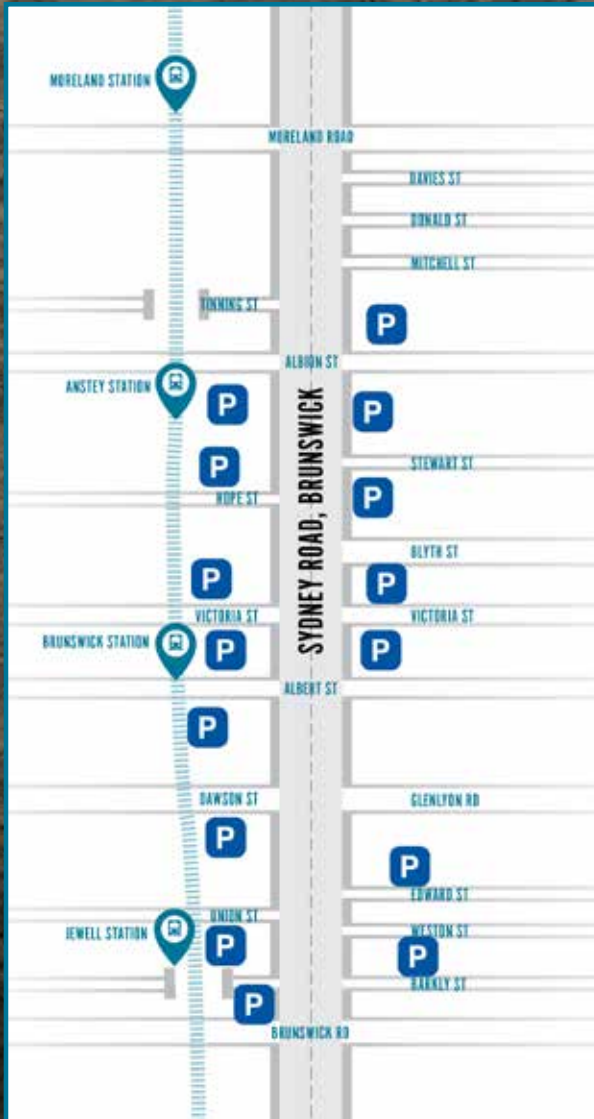 MORELAND STATION
MORELAND ROAD
DAVIES ST
DONALD ST
MITCHELL ST
TINNING ST
P
ALBION ST
ANSTEY STATION
P
P
SYDNEY ROAD, BRUNSWICK
STEWART ST
P
HOPE ST
P
BLYTH ST
P
P
VICTORIA ST
VICTORIA ST
BRUNSWICK STATION
P
P
ALBERT ST
P
DAWSON ST
GLENLYON RD
P
P
EDWARD ST
UNION ST
WESTON ST
JEWELL STATION
P
P
BARKLY ST
P
BRUNSWICK RD